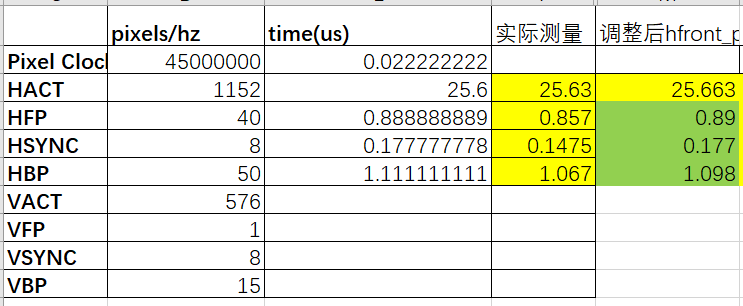 pixels/hz time(us) 实际测量 调整后hfront_p
Pixel Cloc 45000000 0.022222222
HACT 1152 25.6 25.63 25.663
HFP 40 0.888888889 0.857 0.89
HSYNC 8 0.177777778 0.1475 0.177
HBP 50 1.111111111 1.067 1.098
VACT 576
VFP 1
VSYNC 8
VBP 15